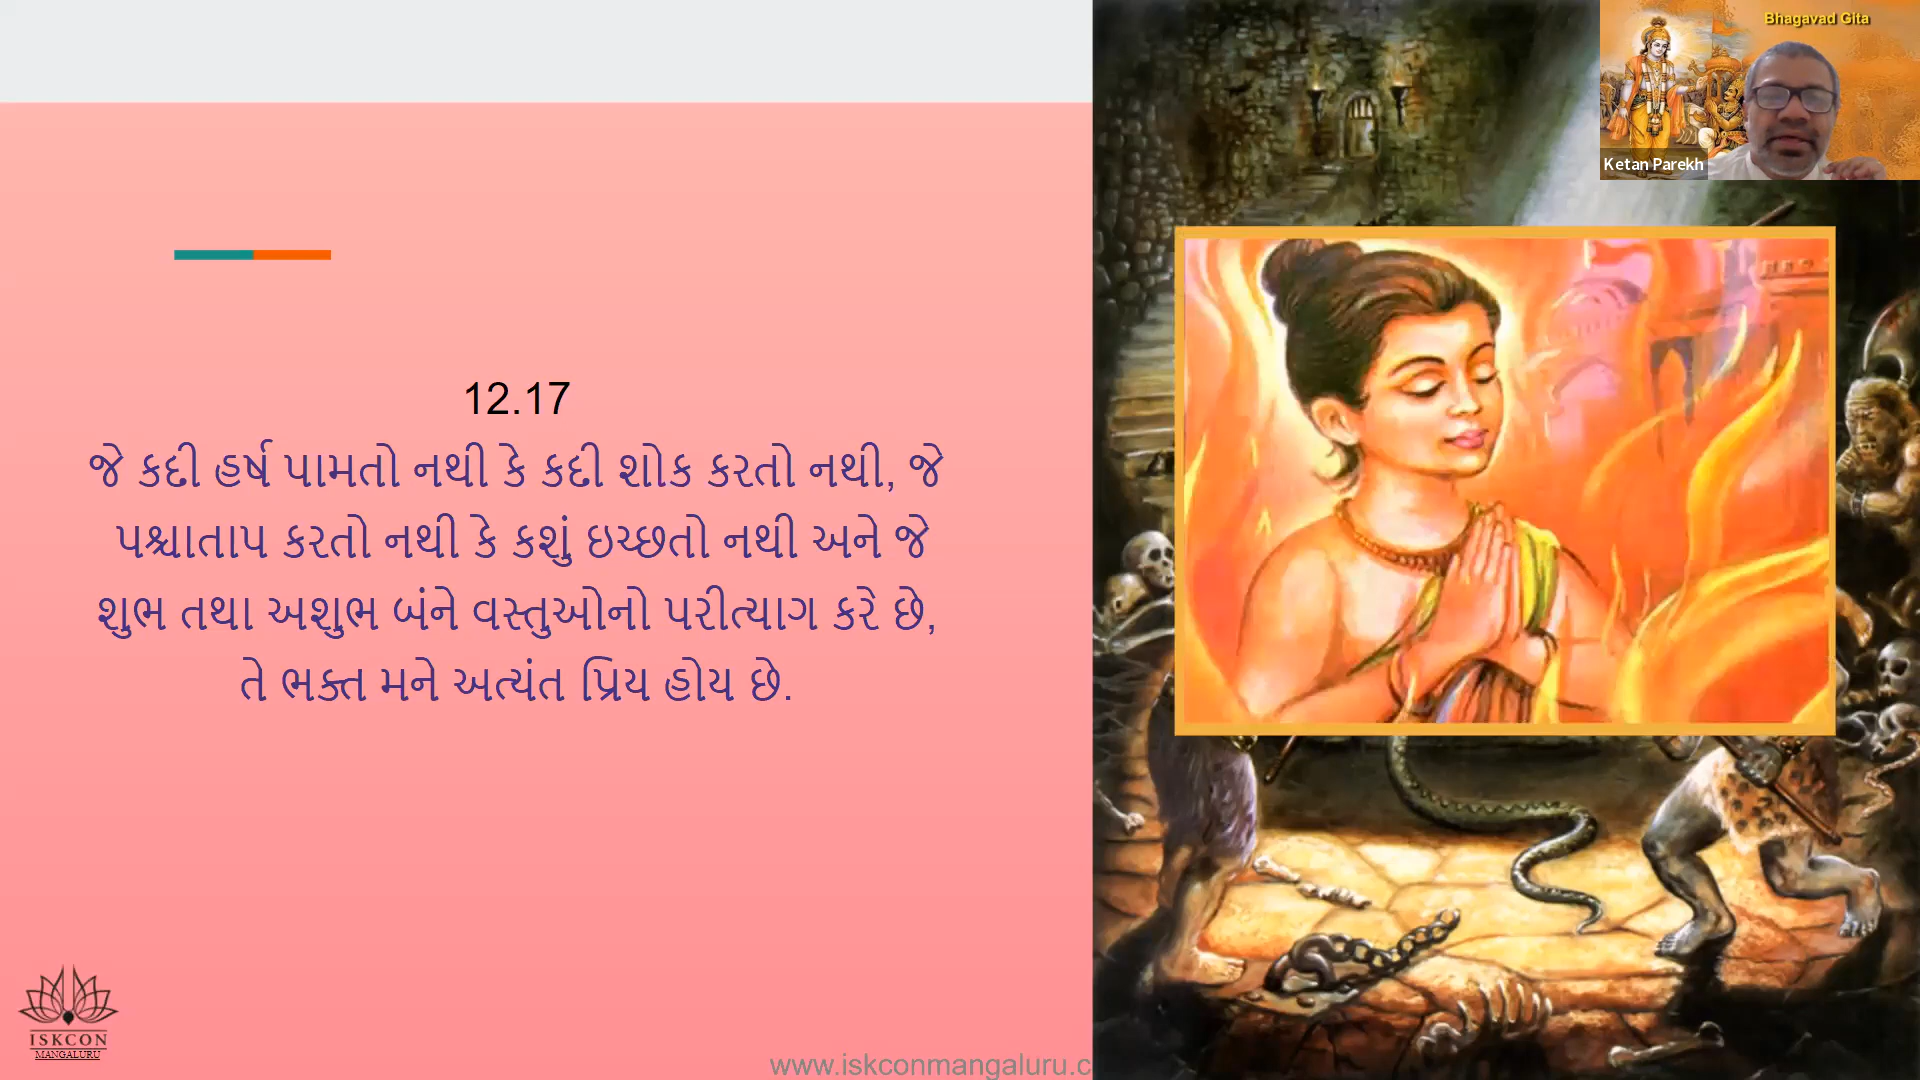 Bhagavad Gita
Ketan Parekh
12.17
જે કદી હર્ષ પામતો નથી કે કદી શોક કરતો નથી, જે
પશ્ચાતાપ કરતો નથી કે કશું ઇચ્છતો નથી અને જે
શુભ તથા અશુભ બંને વસ્તુઓનો પરીત્યાગ કરે છે,
તે ભક્ત મને અત્યંત પ્રિય હોય છે.
ISKCON
MANGALURU
www.iskconmangaluru.c